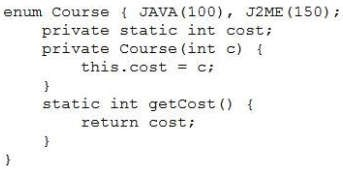 enum Course { JAVA(100), J2ME(150);
    private static int cost;
    private Course(int c) {
        this.cost = c;
    }
    static int getCost() {
        return cost;
    }
}